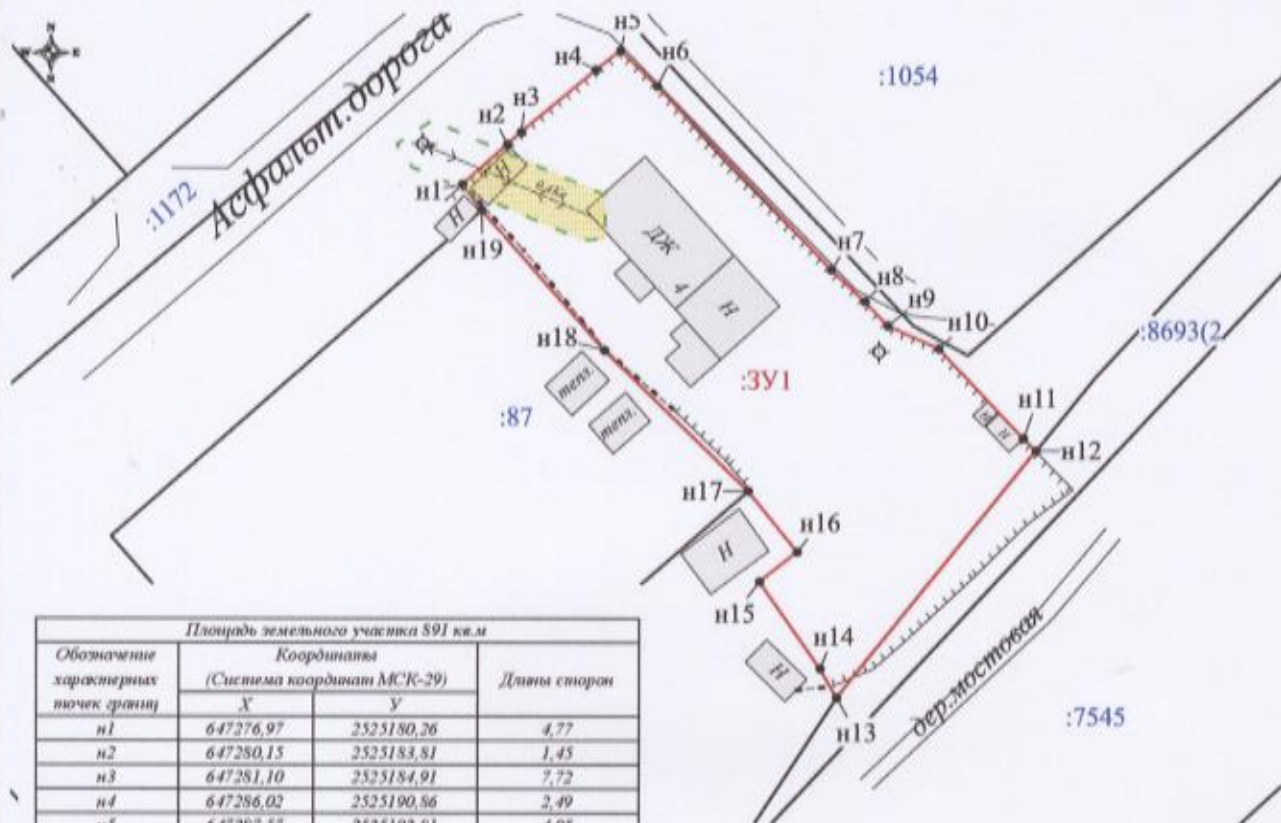 N
E
S
Асфальт.дорога
:1172
:1054
:8693(2
:87
:ЗУ1
:7545
дер.мостовая
н1
н2
н3
н4
н5
н6
н7
н8
н9
н10
н11
н12
н13
н14
н15
н16
н17
н18
н19
ДЖ
4
Н
Н
Н
Н
Н
н
тепл.
тепл.
Площадь земельного участка 891 кв.м
Обозначение характерных точек границ
Координаты
(Система координат МСК-29)
Длины сторон
X
У
н1 647276,97 2525180,26 4,77
н2 647280,15 2525183,81 1,45
н3 647281,10 2525184,91 7,72
н4 647286,02 2525190,86 2,49